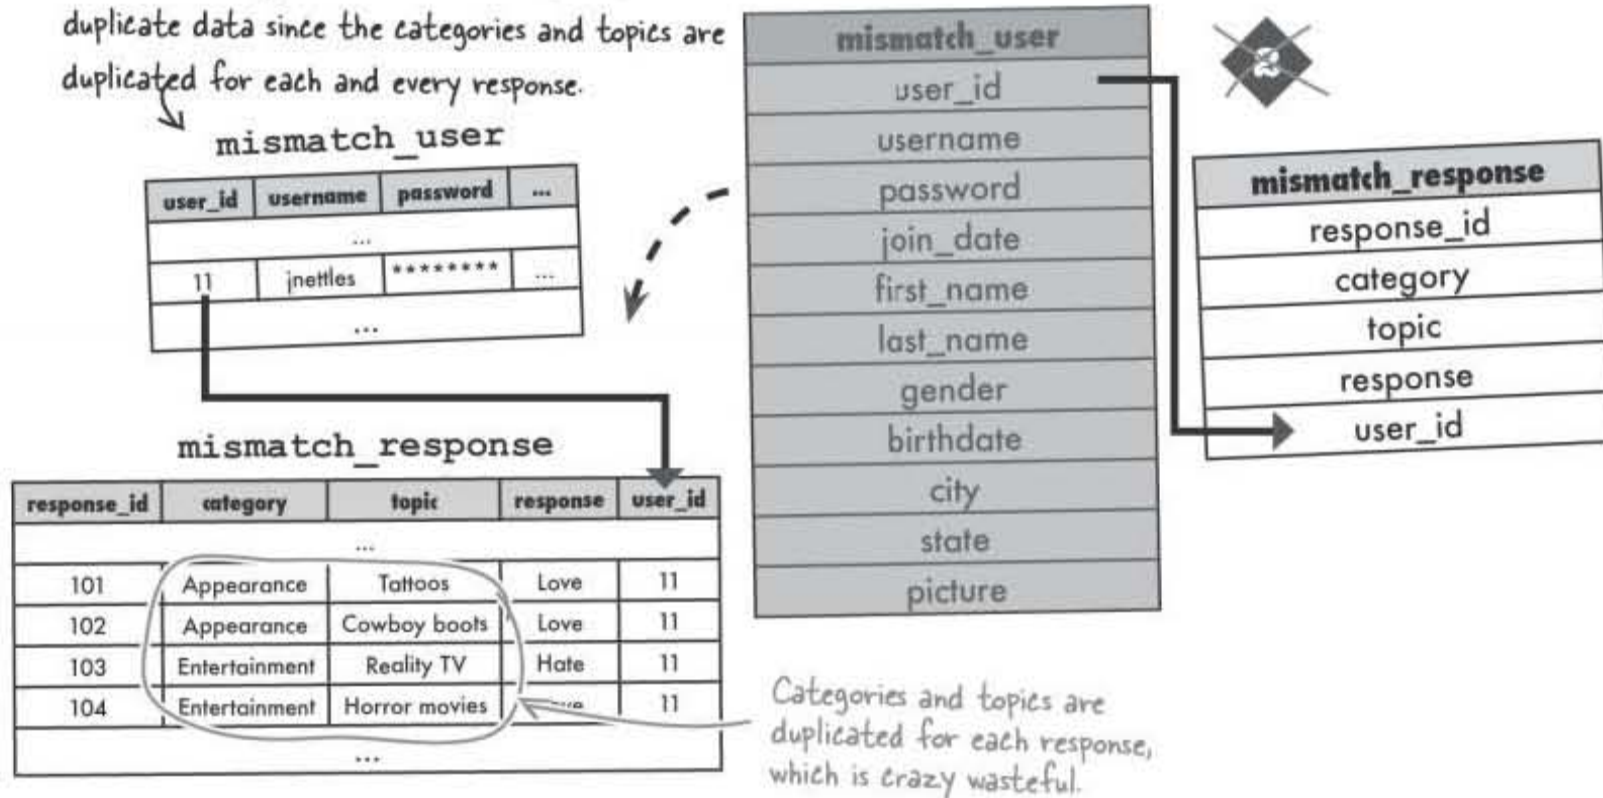 duplicate data since the categories and topics are
duplicated for each and every response.
mismatch_user
user_id username password ...
...
11 jnettles ******** ...
...
mismatch_response
response_id category topic response user_id
...
101 Appearance Tattoos Love 11
102 Appearance Cowboy boots Love 11
103 Entertainment Reality TV Hate 11
104 Entertainment Horror movies 11
...
mismatch_user
user_id
username
password
join_date
first_name
last_name
gender
birthdate
city
state
picture
2
mismatch_response
response_id
category
topic
response
user_id
Categories and topics are
duplicated for each response,
which is crazy wasteful.